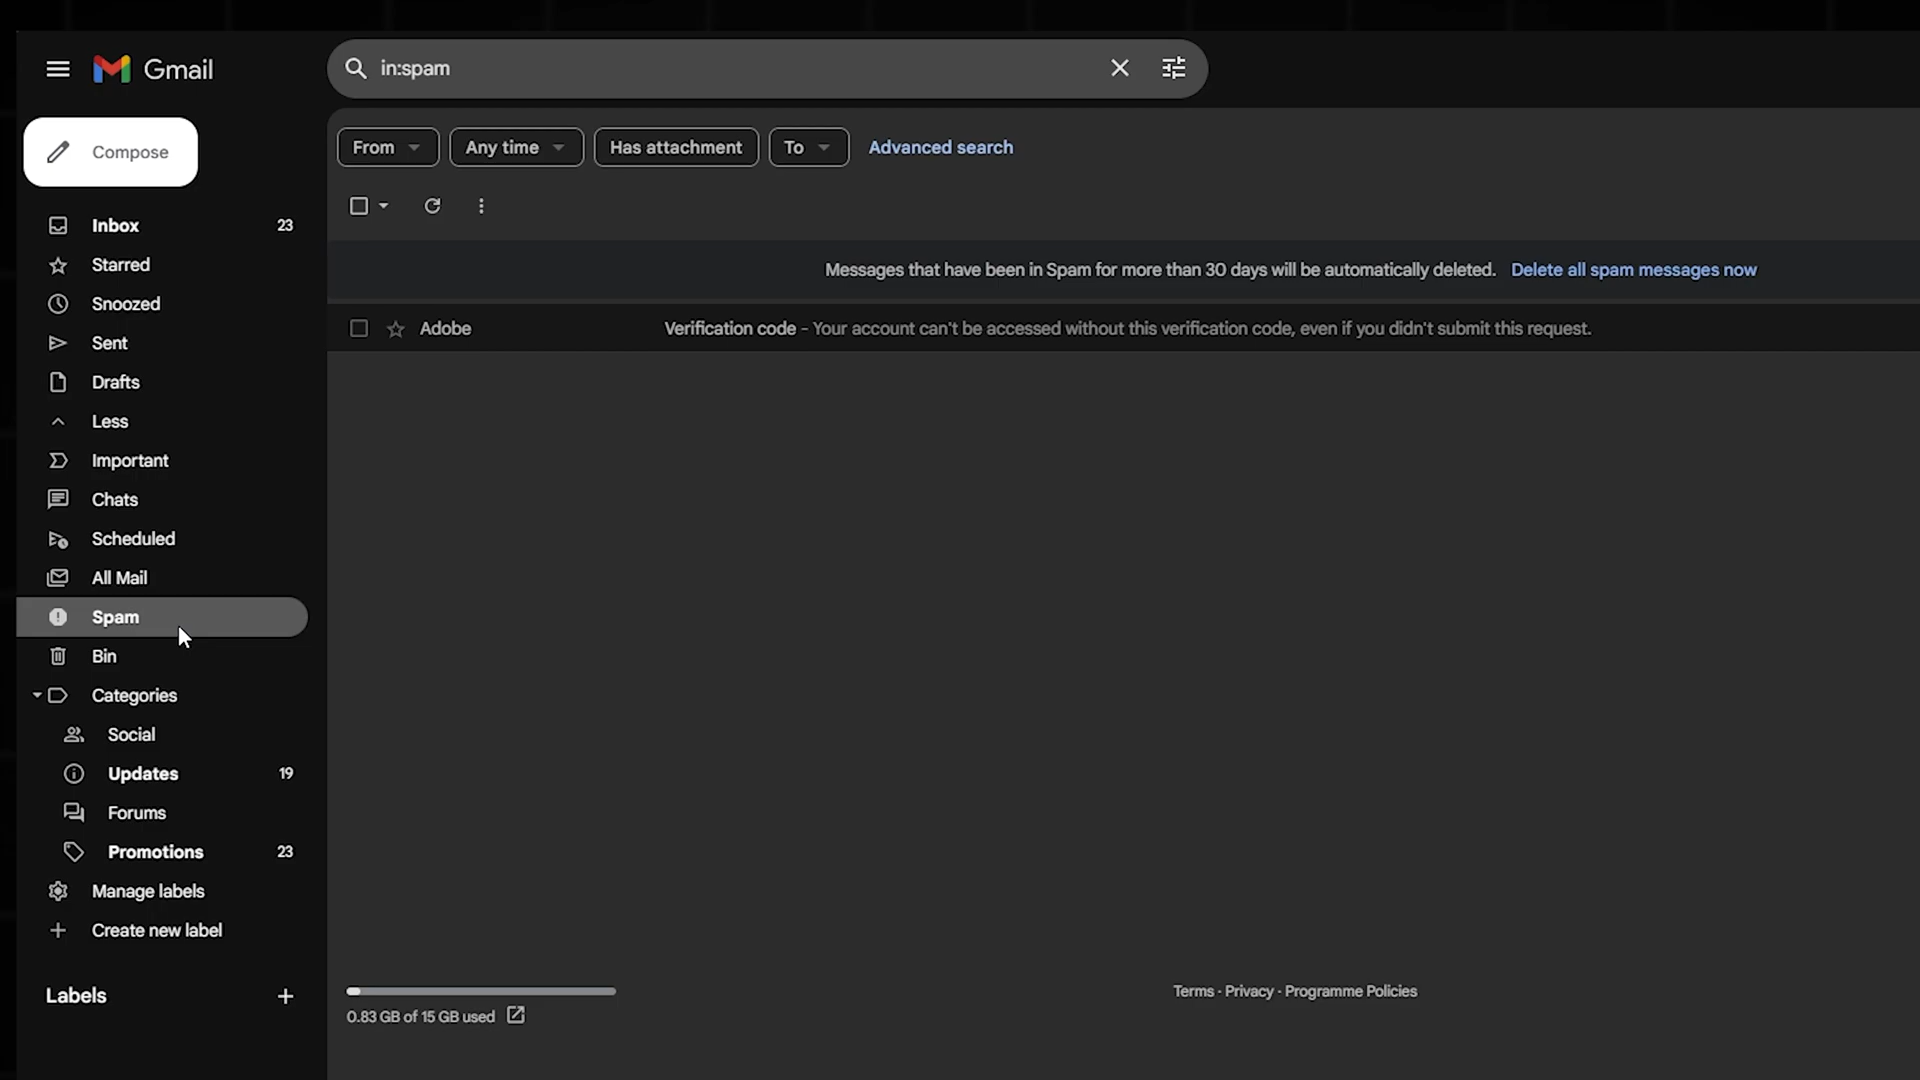 Gmail
in:spam
Compose
From
Any time
Has attachment
To
Advanced search
Inbox 23
Starred
Snoozed
Sent
Drafts
Less
Important
Chats
Scheduled
All Mail
Spam
Bin
Categories
Social
Updates 19
Forums
Promotions 23
Manage labels
Create new label
Labels
Messages that have been in Spam for more than 30 days will be automatically deleted. Delete all spam messages now
Adobe Verification code - Your account can't be accessed without this verification code, even if you didn't submit this request.
0.83 GB of 15 GB used
Terms · Privacy · Programme Policies